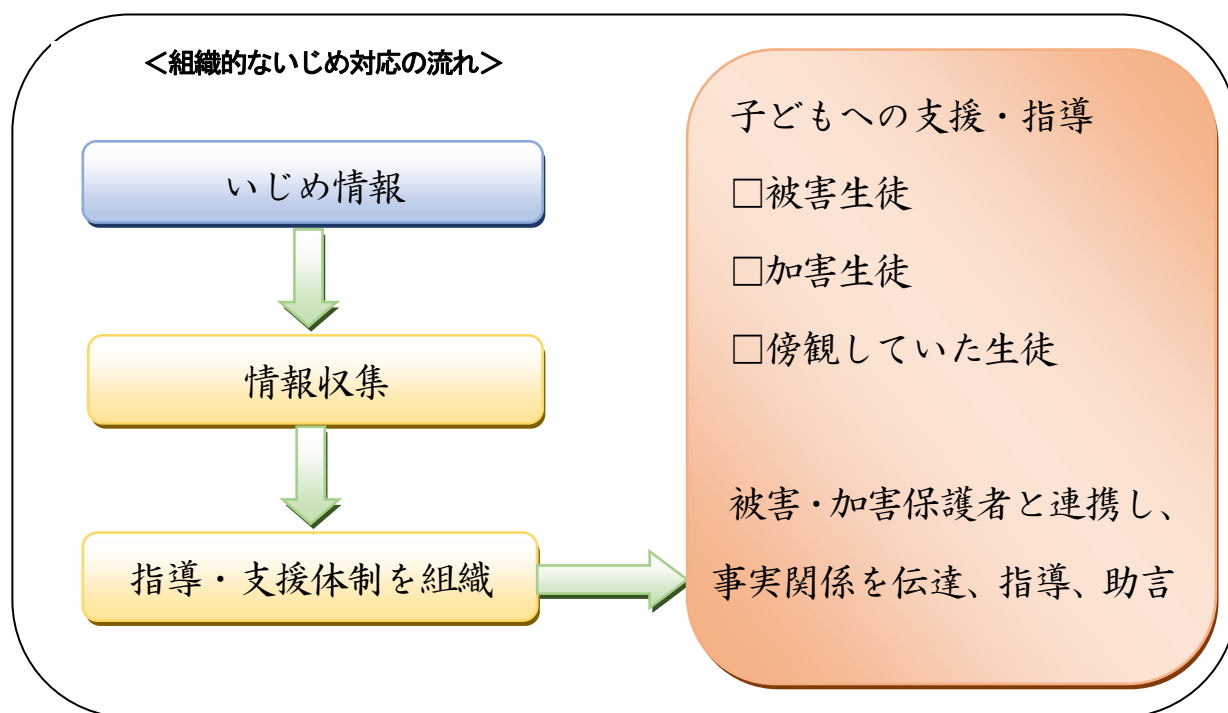 ＜組織的ないじめ対応の流れ＞
いじめ情報
情報収集
指導・支援体制を組織
子どもへの支援・指導
□被害生徒
□加害生徒
□傍観していた生徒
被害・加害保護者と連携し、
事実関係を伝達、指導、助言